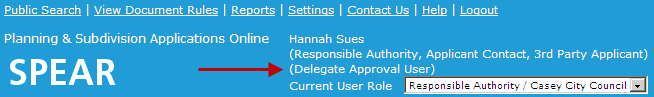 Public Search | View Document Rules | Reports | Settings | Contact Us | Help | Logout
Planning & Subdivision Applications Online
SPEAR
Hannah Sues
(Responsible Authority, Applicant Contact, 3rd Party Applicant)
(Delegate Approval User)
Current User Role Responsible Authority / Casey City Council